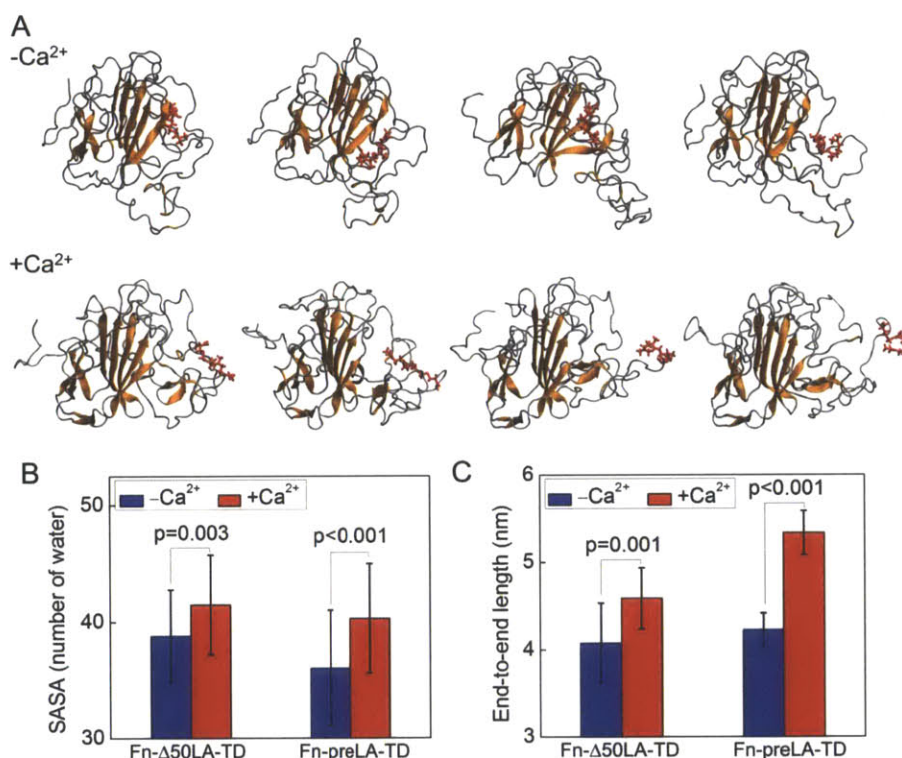 A
-Ca²⁺
+Ca²⁺
B
−Ca²⁺ +Ca²⁺
p=0.003
p<0.001
SASA (number of water)
50
40
30
Fn-Δ50LA-TD Fn-preLA-TD
C
−Ca²⁺ +Ca²⁺
p=0.001
p<0.001
End-to-end length (nm)
6
5
4
3
Fn-Δ50LA-TD Fn-preLA-TD